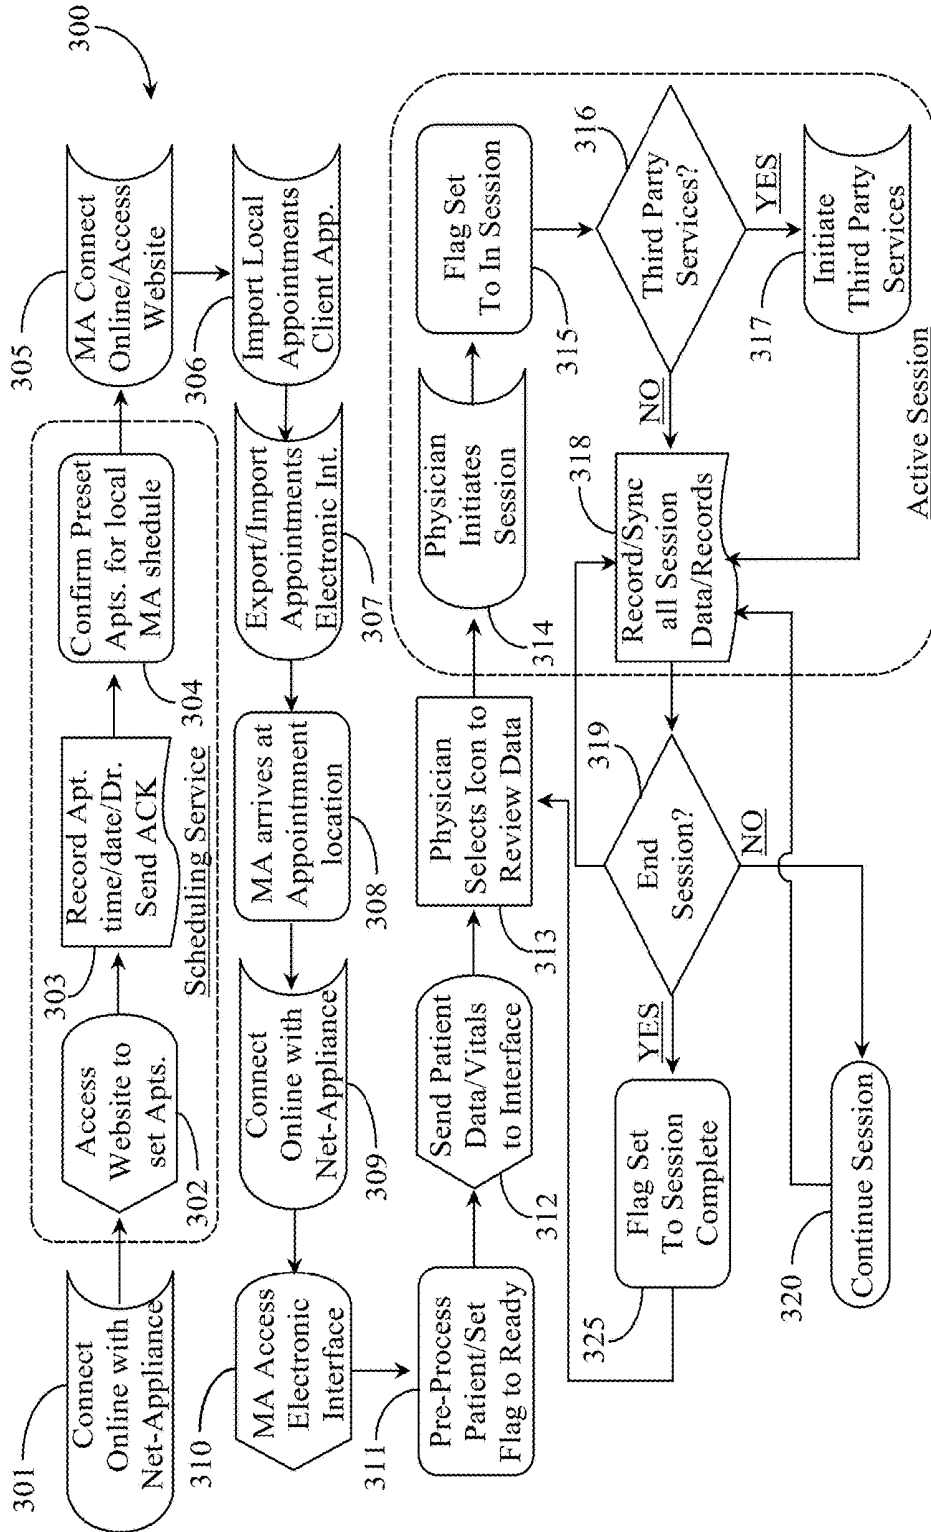 300
301
Connect
Online with
Net-Appliance
302
Access
Website to
set Apts.
303
Record Apt.
time/date/Dr.
Send ACK
304
Confirm Preset
Apts. for local
MA shedule
Scheduling Service
305
MA Connect
Online/Access
Website
306
Import Local
Appointments
Client App.
307
Export/Import
Appointments
Electronic Int.
308
MA arrives at
Appointmnent
location
309
Connect
Online with
Net-Appliance
310
MA Access
Electronic
Interface
311
Pre-Process
Patient/Set
Flag to Ready
312
Send Patient
Data/Vitals
to Interface
313
Physician
Selects Icon to
Review Data
314
Physician
Initiates
Session
315
Flag Set
To In Session
316
Third Party
Services?
YES
NO
317
Initiate
Third Party
Services
318
Record/Sync
all Session
Data/Records
Active Session
319
End
Session?
YES
NO
325
Flag Set
To Session
Complete
320
Continue Session